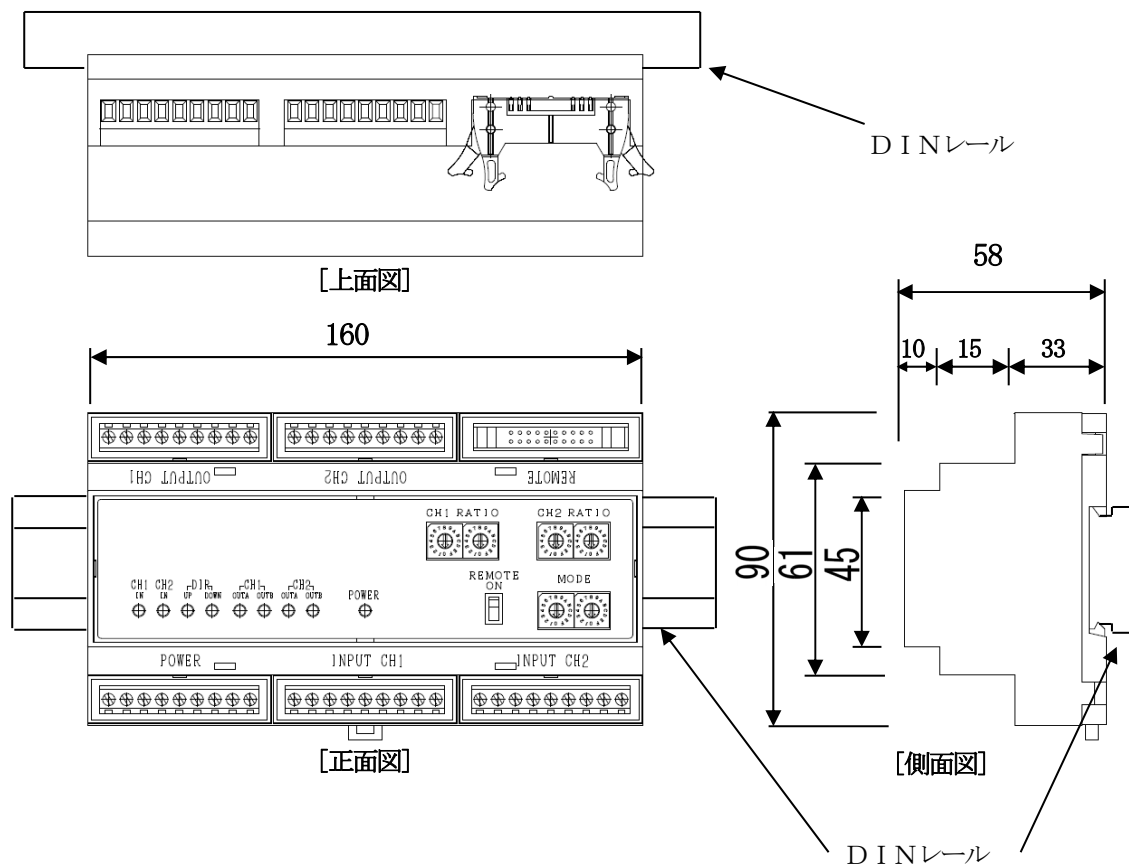 ＤＩＮレール
[上面図]
58
160
10 15 33
OUTPUT CH1
OUTPUT CH2
REMOTE
CH1 RATIO
CH2 RATIO
REMOTE
ON
MODE
CH1 CH2 DIR CH1 CH2
IN IN UP DOWN OUTA OUTB OUTA OUTB
POWER
90
61
45
POWER
INPUT CH1
INPUT CH2
[正面図]
[側面図]
ＤＩＮレール